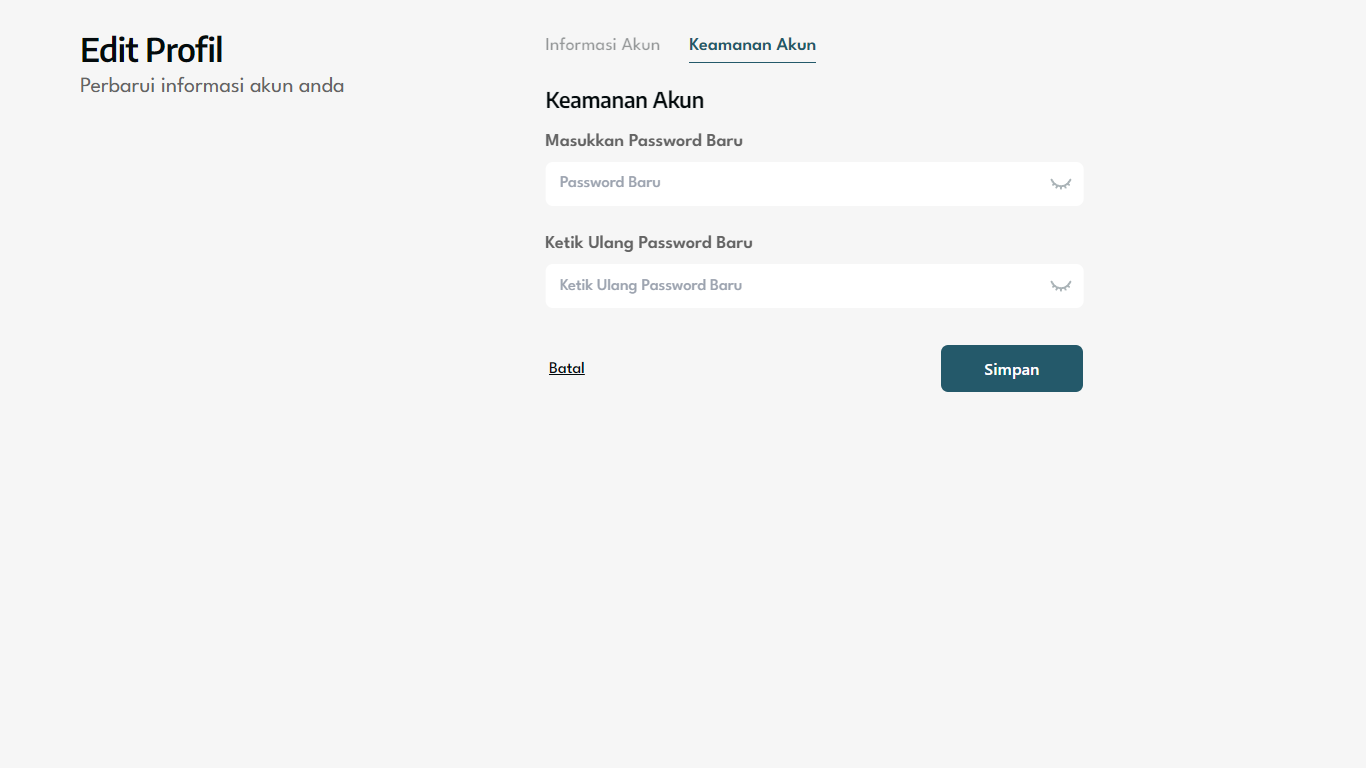 Edit Profil
Perbarui informasi akun anda
Informasi Akun
Keamanan Akun
Keamanan Akun
Masukkan Password Baru
Password Baru
Ketik Ulang Password Baru
Ketik Ulang Password Baru
Batal
Simpan